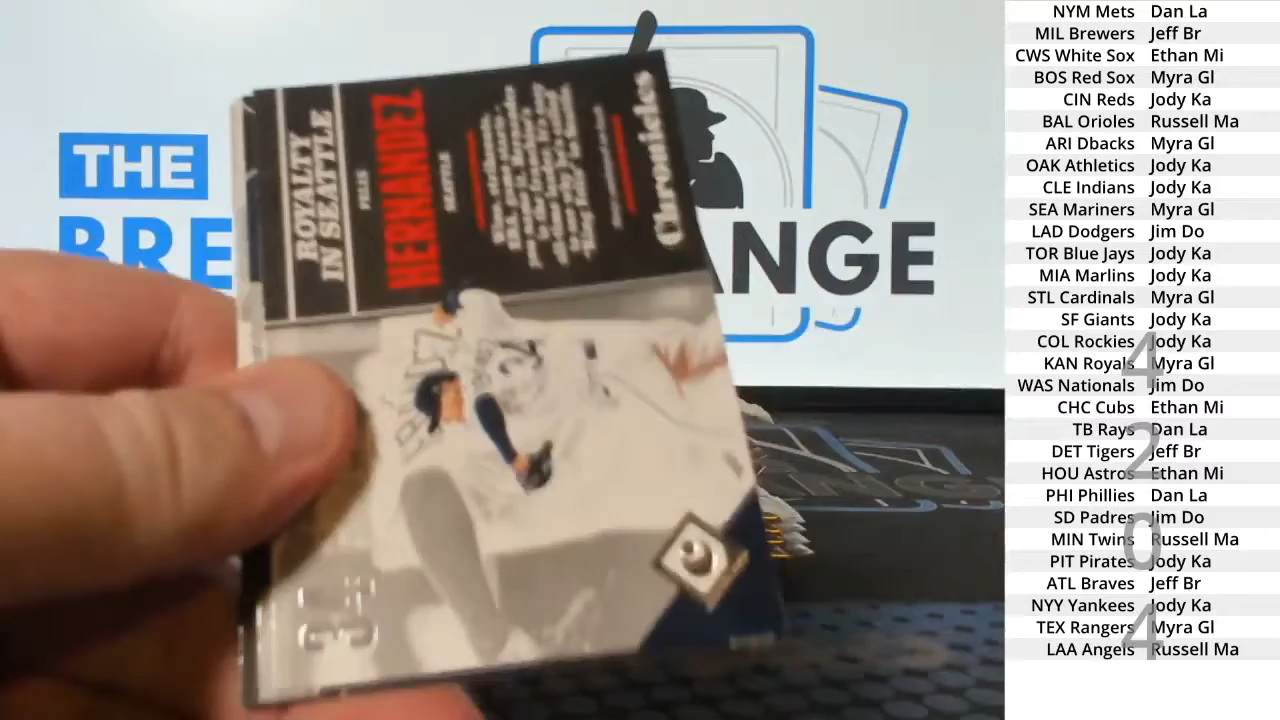 THE
BRE
ANGE
ROYALTY
IN SEATTLE
FELIX
HERNANDEZ
SEATTLE
Chronicles
NYM Mets Dan La
MIL Brewers Jeff Br
CWS White Sox Ethan Mi
BOS Red Sox Myra Gl
CIN Reds Jody Ka
BAL Orioles Russell Ma
ARI Dbacks Myra Gl
OAK Athletics Jody Ka
CLE Indians Jody Ka
SEA Mariners Myra Gl
LAD Dodgers Jim Do
TOR Blue Jays Jody Ka
MIA Marlins Jody Ka
STL Cardinals Myra Gl
SF Giants Jody Ka
COL Rockies Jody Ka
KAN Royals Myra Gl
WAS Nationals Jim Do
CHC Cubs Ethan Mi
TB Rays Dan La
DET Tigers Jeff Br
HOU Astros Ethan Mi
PHI Phillies Dan La
SD Padres Jim Do
MIN Twins Russell Ma
PIT Pirates Jody Ka
ATL Braves Jeff Br
NYY Yankees Jody Ka
TEX Rangers Myra Gl
LAA Angels Russell Ma
4
2
0
4